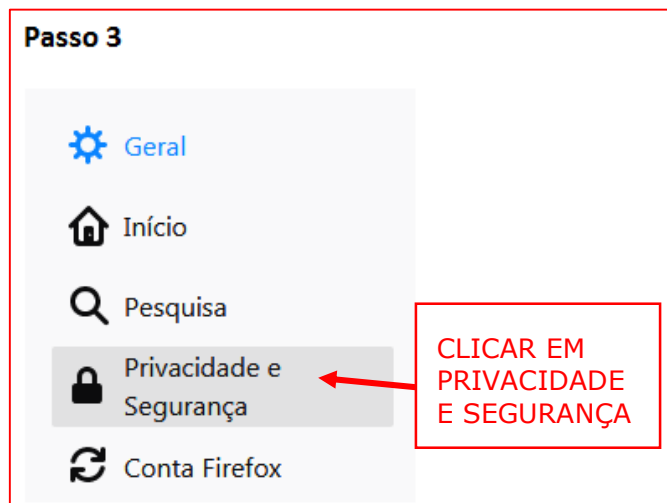 Passo 3
Geral
Início
Pesquisa
Privacidade e
Segurança
Conta Firefox
CLICAR EM
PRIVACIDADE
E SEGURANÇA